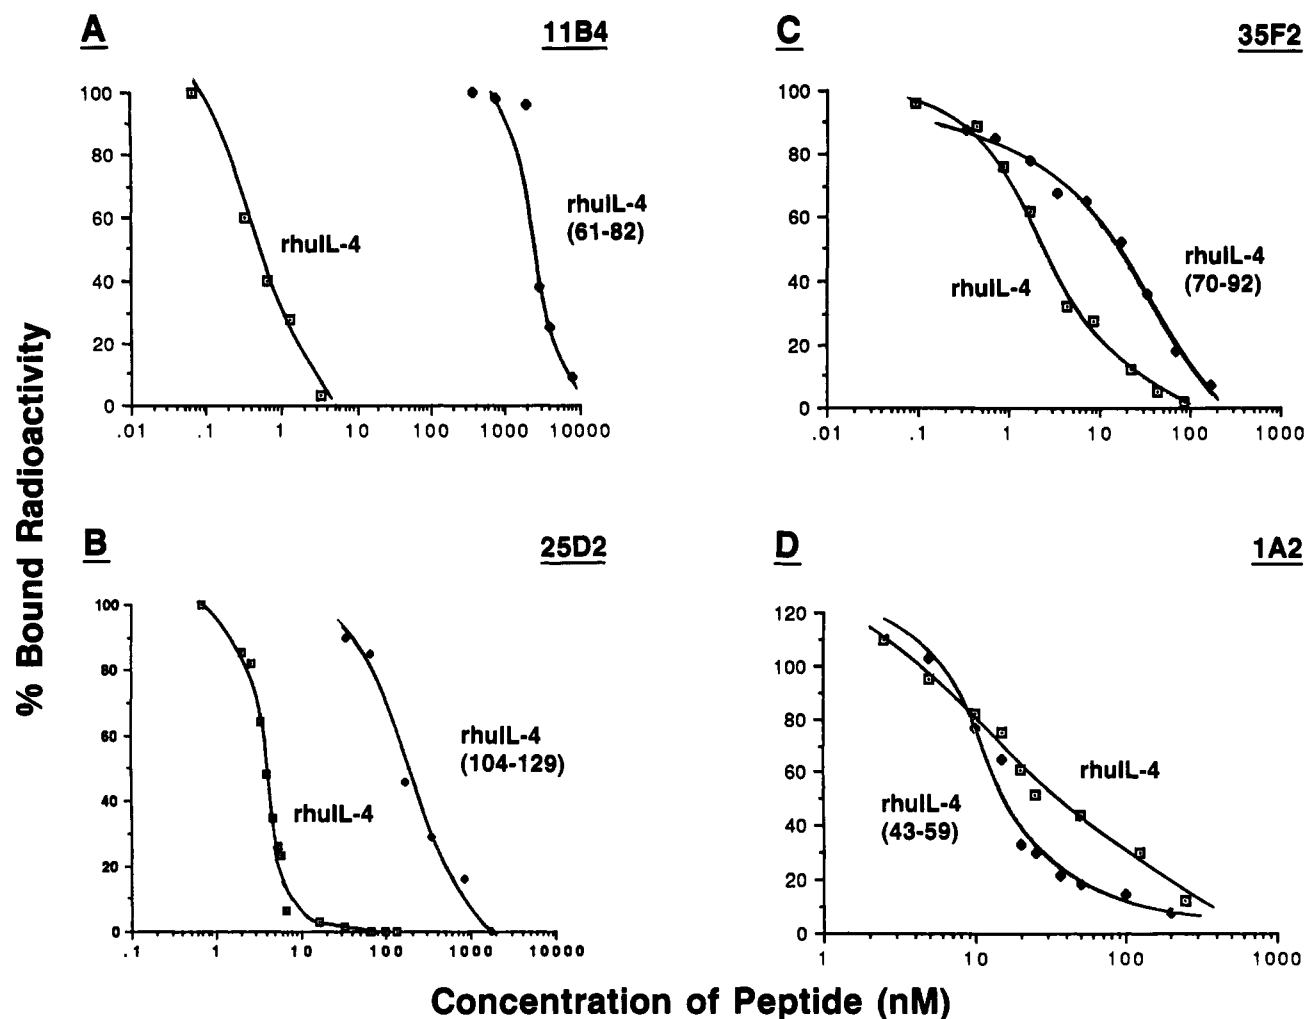 A
11B4
100
80
60
40
20
0
.01
.1
1
10
100
1000
10000
rhuIL-4
rhuIL-4
(61-82)
C
35F2
100
80
60
40
20
0
.01
.1
1
10
100
1000
rhuIL-4
rhuIL-4
(70-92)
B
25D2
100
80
60
40
20
0
.1
1
10
100
1000
10000
rhuIL-4
rhuIL-4
(104-129)
D
1A2
120
100
80
60
40
20
0
1
10
100
1000
rhuIL-4
(43-59)
rhuIL-4
% Bound Radioactivity
Concentration of Peptide (nM)